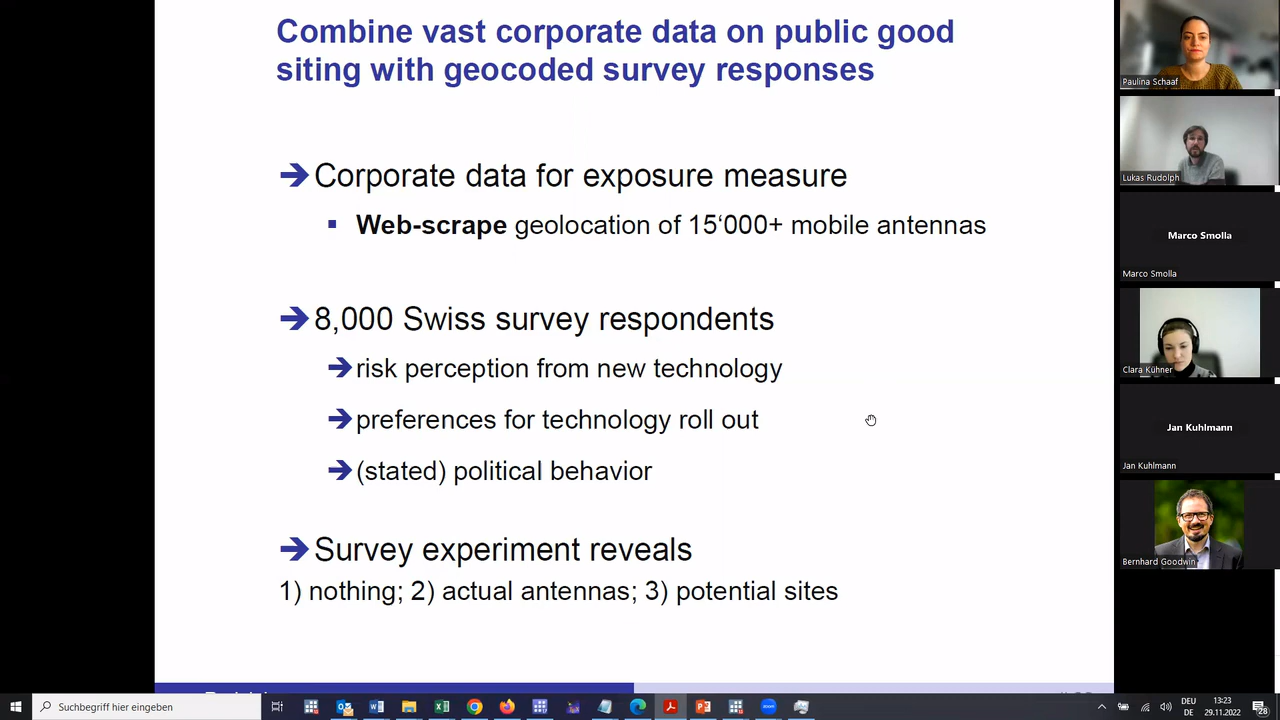 Combine vast corporate data on public good
siting with geocoded survey responses
➔ Corporate data for exposure measure
▪ Web-scrape geolocation of 15‘000+ mobile antennas
➔ 8,000 Swiss survey respondents
➔ risk perception from new technology
➔ preferences for technology roll out
➔ (stated) political behavior
➔ Survey experiment reveals
1) nothing; 2) actual antennas; 3) potential sites
Paulina Schaaf
Lukas Rudolph
Marco Smolla
Marco Smolla
Clara Kühner
Jan Kuhlmann
Jan Kuhlmann
Bernhard Goodwin
Suchbegriff hier eingeben
DEU
DE
13:23
29.11.2022
28